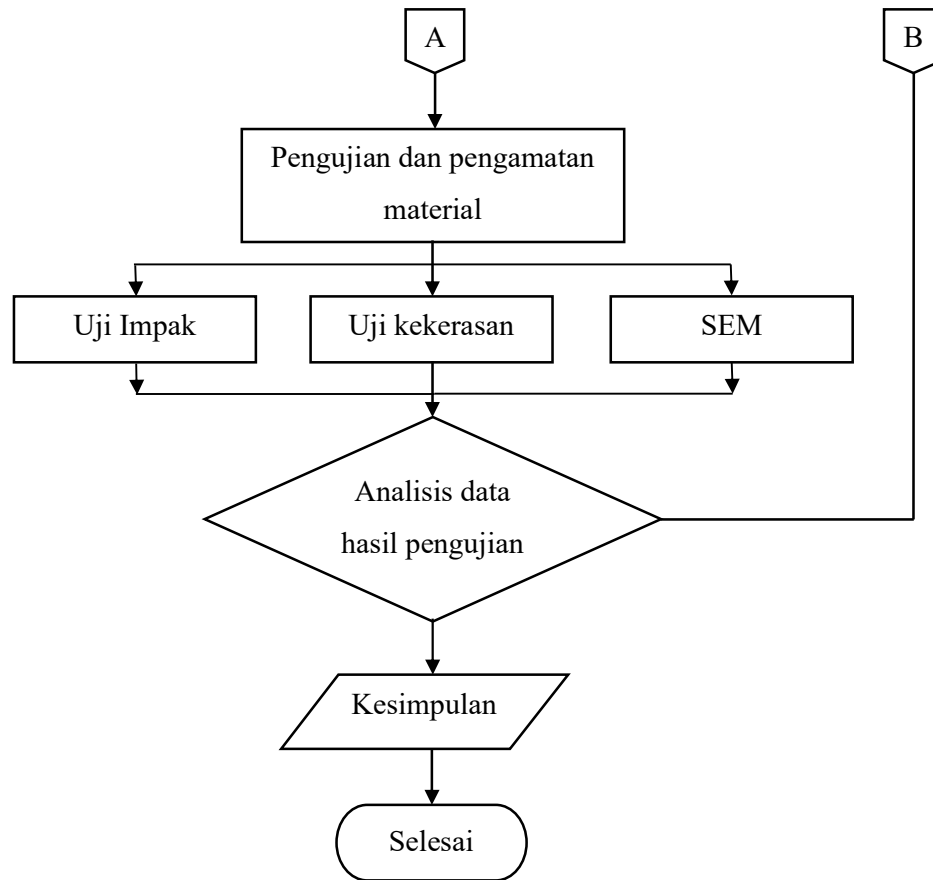 A
B
Pengujian dan pengamatan
material
Uji Impak
Uji kekerasan
SEM
Analisis data
hasil pengujian
Kesimpulan
Selesai